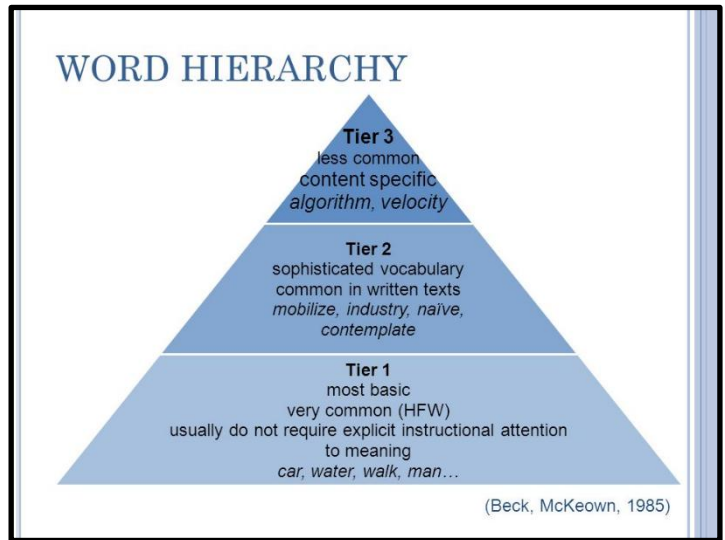 WORD HIERARCHY
Tier 3
less common
content specific
algorithm, velocity
Tier 2
sophisticated vocabulary
common in written texts
mobilize, industry, naïve,
contemplate
Tier 1
most basic
very common (HFW)
usually do not require explicit instructional attention
to meaning
car, water, walk, man…
(Beck, McKeown, 1985)